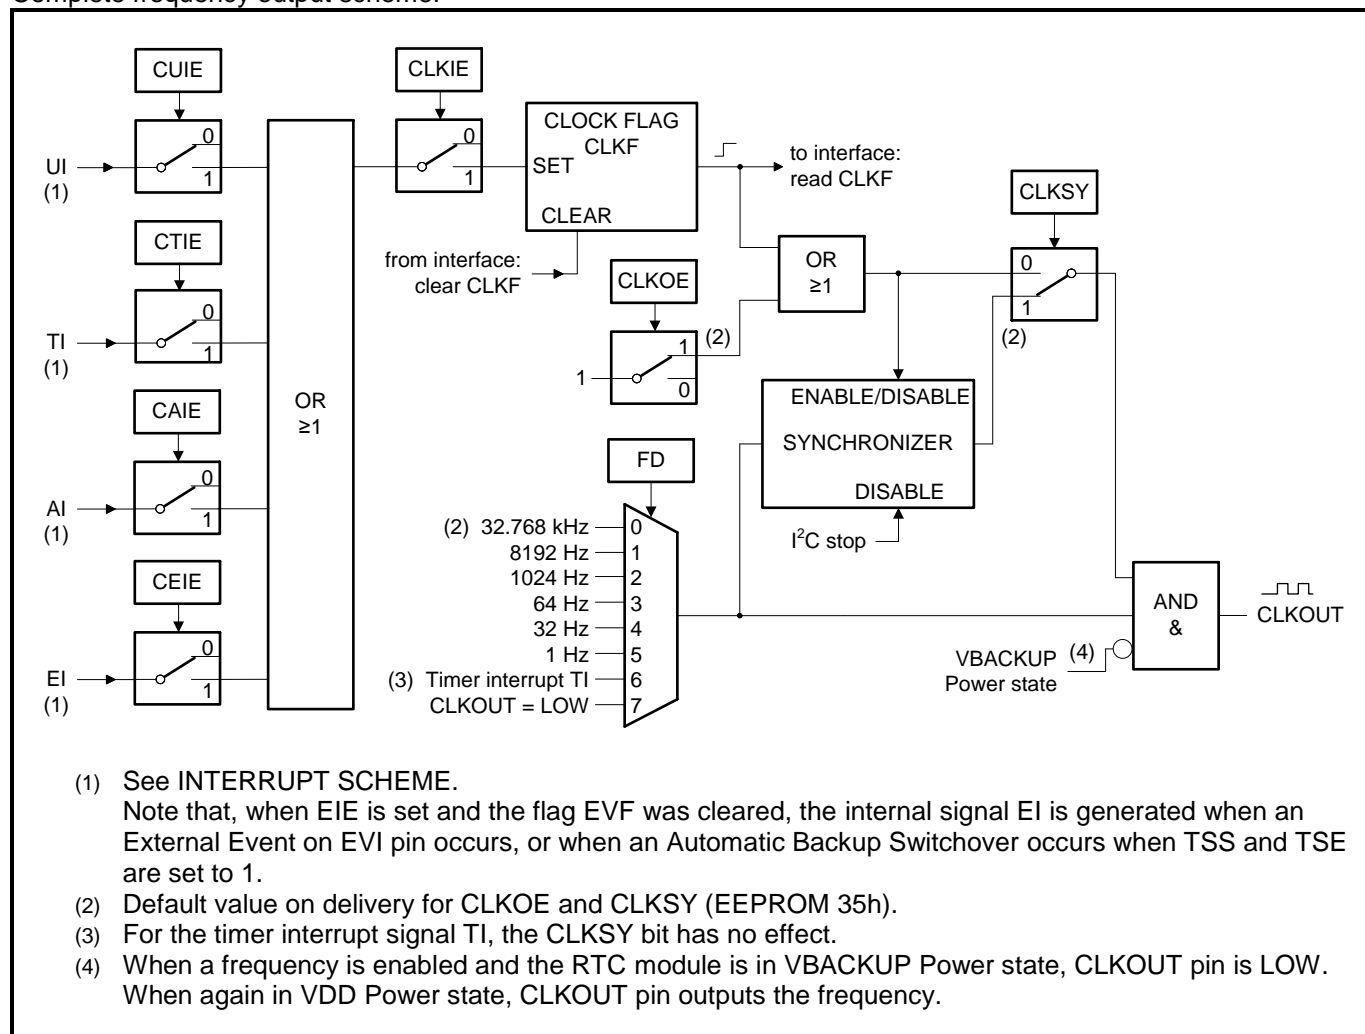 Complete frequency output scheme:
CUIE
CLKIE
0
1
UI
(1)
0
1
CLOCK FLAG
CLKF
SET
CLEAR
to interface:
read CLKF
CLKSY
CTIE
from interface:
clear CLKF
CLKOE
OR
≥1
0
1
(2)
0
1
TI
(1)
1
1
0
(2)
CAIE
OR
≥1
ENABLE/DISABLE
SYNCHRONIZER
DISABLE
I²C stop
FD
0
1
AI
(1)
(2) 32.768 kHz 0
8192 Hz 1
1024 Hz 2
64 Hz 3
32 Hz 4
1 Hz 5
(3) Timer interrupt TI 6
CLKOUT = LOW 7
CEIE
0
1
EI
(1)
AND
&
CLKOUT
VBACKUP (4)
Power state
(1) See INTERRUPT SCHEME.
Note that, when EIE is set and the flag EVF was cleared, the internal signal EI is generated when an
External Event on EVI pin occurs, or when an Automatic Backup Switchover occurs when TSS and TSE
are set to 1.
(2) Default value on delivery for CLKOE and CLKSY (EEPROM 35h).
(3) For the timer interrupt signal TI, the CLKSY bit has no effect.
(4) When a frequency is enabled and the RTC module is in VBACKUP Power state, CLKOUT pin is LOW.
When again in VDD Power state, CLKOUT pin outputs the frequency.